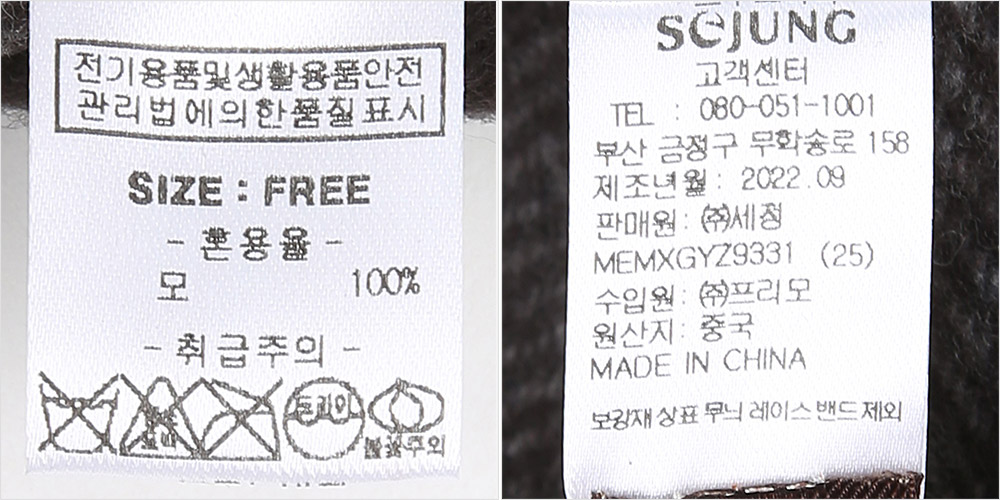 전기용품및생활용품안전
관리법에의한품질표시
SIZE : FREE
- 혼용율 -
모 100%
- 취급주의 -
드라이
SEJUNG
고객센터
TEL : 080-051-1001
부산 금정구 무학송로 158
제조년월 : 2022.09
판매원 : ㈜세정
MEMXGYZ9331 (25)
수입원 : ㈜프리모
원산지 : 중국
MADE IN CHINA
보강재 상표 무늬 레이스 밴드 제외